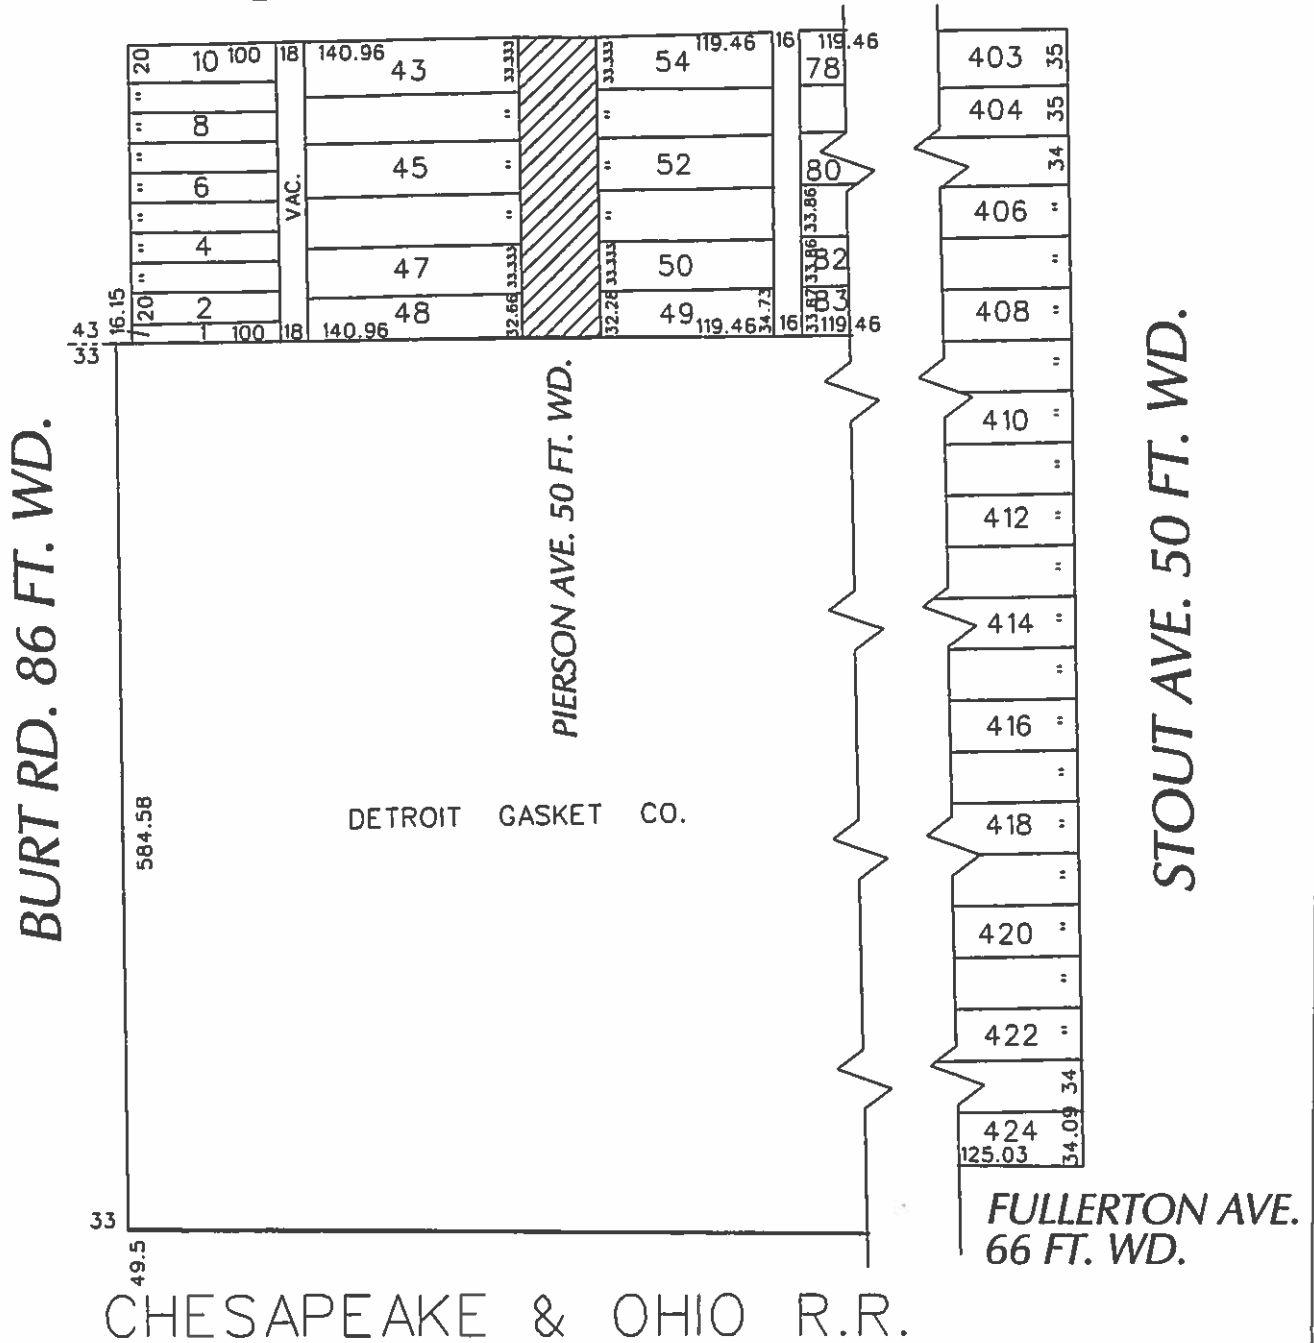 20 10 100 18 140.96 43 33.333 33.333 54 119.46 16 119.46 78 403 35
" " " 404 35
" 8
" 45 " " 52 80 34
" 6 VAC. 406 "
" " 33.86
" 4 "
" 47 33.333 33.333 50 33.86 82
16.15 20 2 48 32.66 32.28 49 34.73 33.87 83 408 "
43 7 1 100 18 140.96 119.46 16 119.46
33 "
410 "
"
412 "
"
414 "
"
416 "
"
418 "
"
420 "
"
422 "
34
424 34.09
125.03
BURT RD. 86 FT. WD.
PIERSON AVE. 50 FT. WD.
STOUT AVE. 50 FT. WD.
584.58
DETROIT GASKET CO.
33
49.5
FULLERTON AVE.
66 FT. WD.
CHESAPEAKE & OHIO R.R.